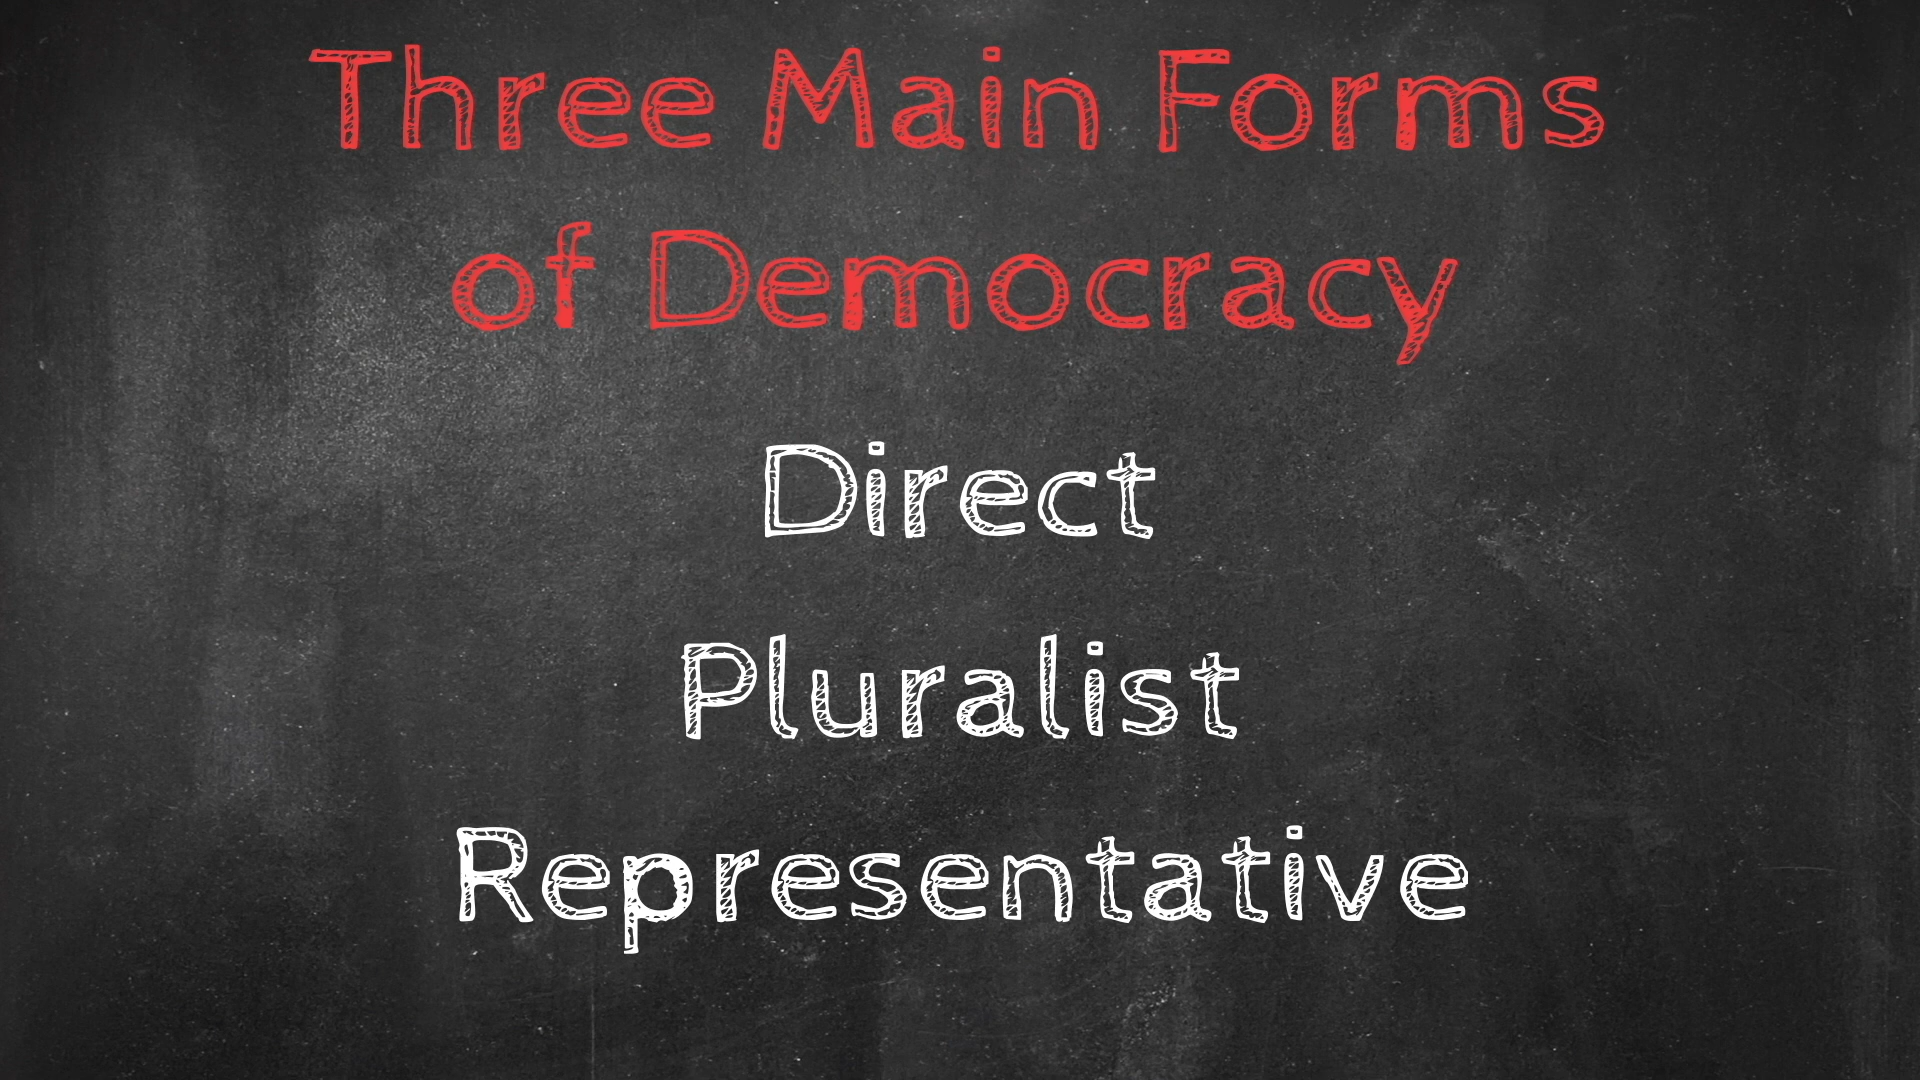 Three Main Forms
of Democracy
Direct
Pluralist
Representative